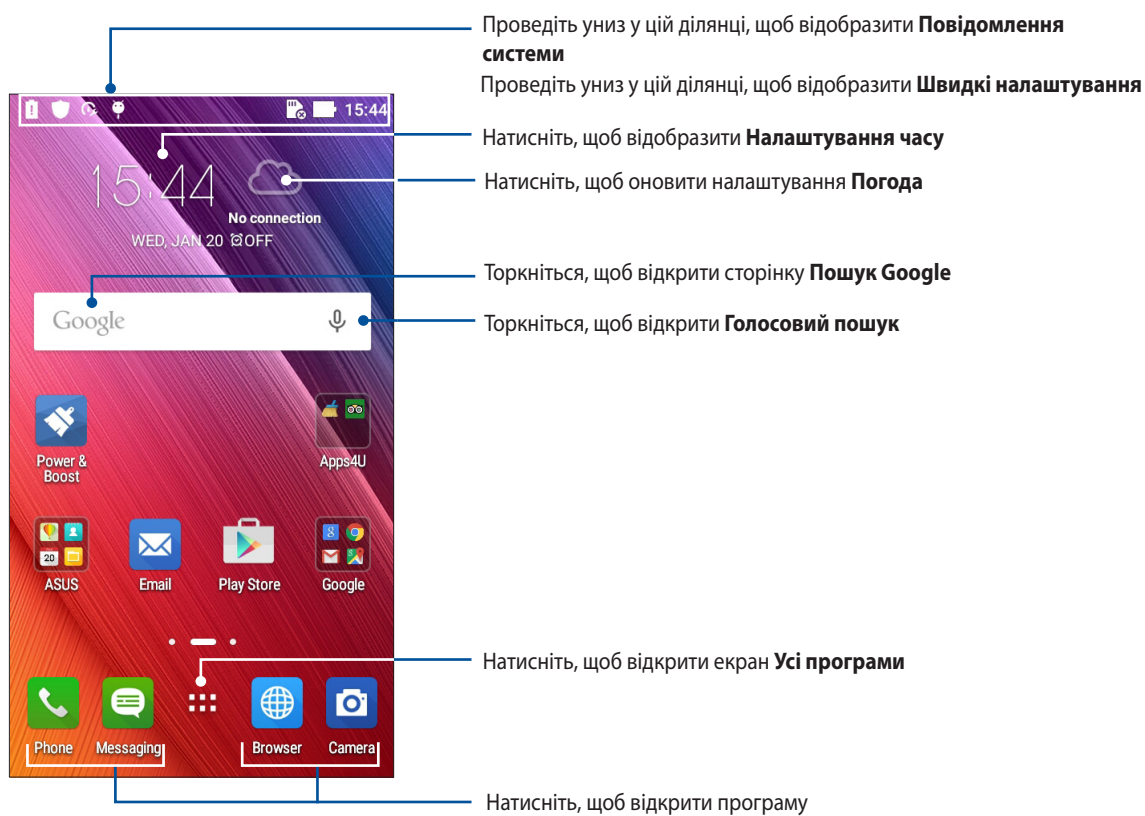 Проведіть униз у цій ділянці, щоб відобразити Повідомлення
системи
Проведіть униз у цій ділянці, щоб відобразити Швидкі налаштування
15:44
Натисніть, щоб відобразити Налаштування часу
15:44
Натисніть, щоб оновити налаштування Погода
No connection
WED, JAN 20 OFF
Торкніться, щоб відкрити сторінку Пошук Google
Google
Торкніться, щоб відкрити Голосовий пошук
Power &
Boost
Apps4U
20
8
ASUS
Email
Play Store
Google
Натисніть, щоб відкрити екран Усі програми
Phone
Messaging
Browser
Camera
Натисніть, щоб відкрити програму